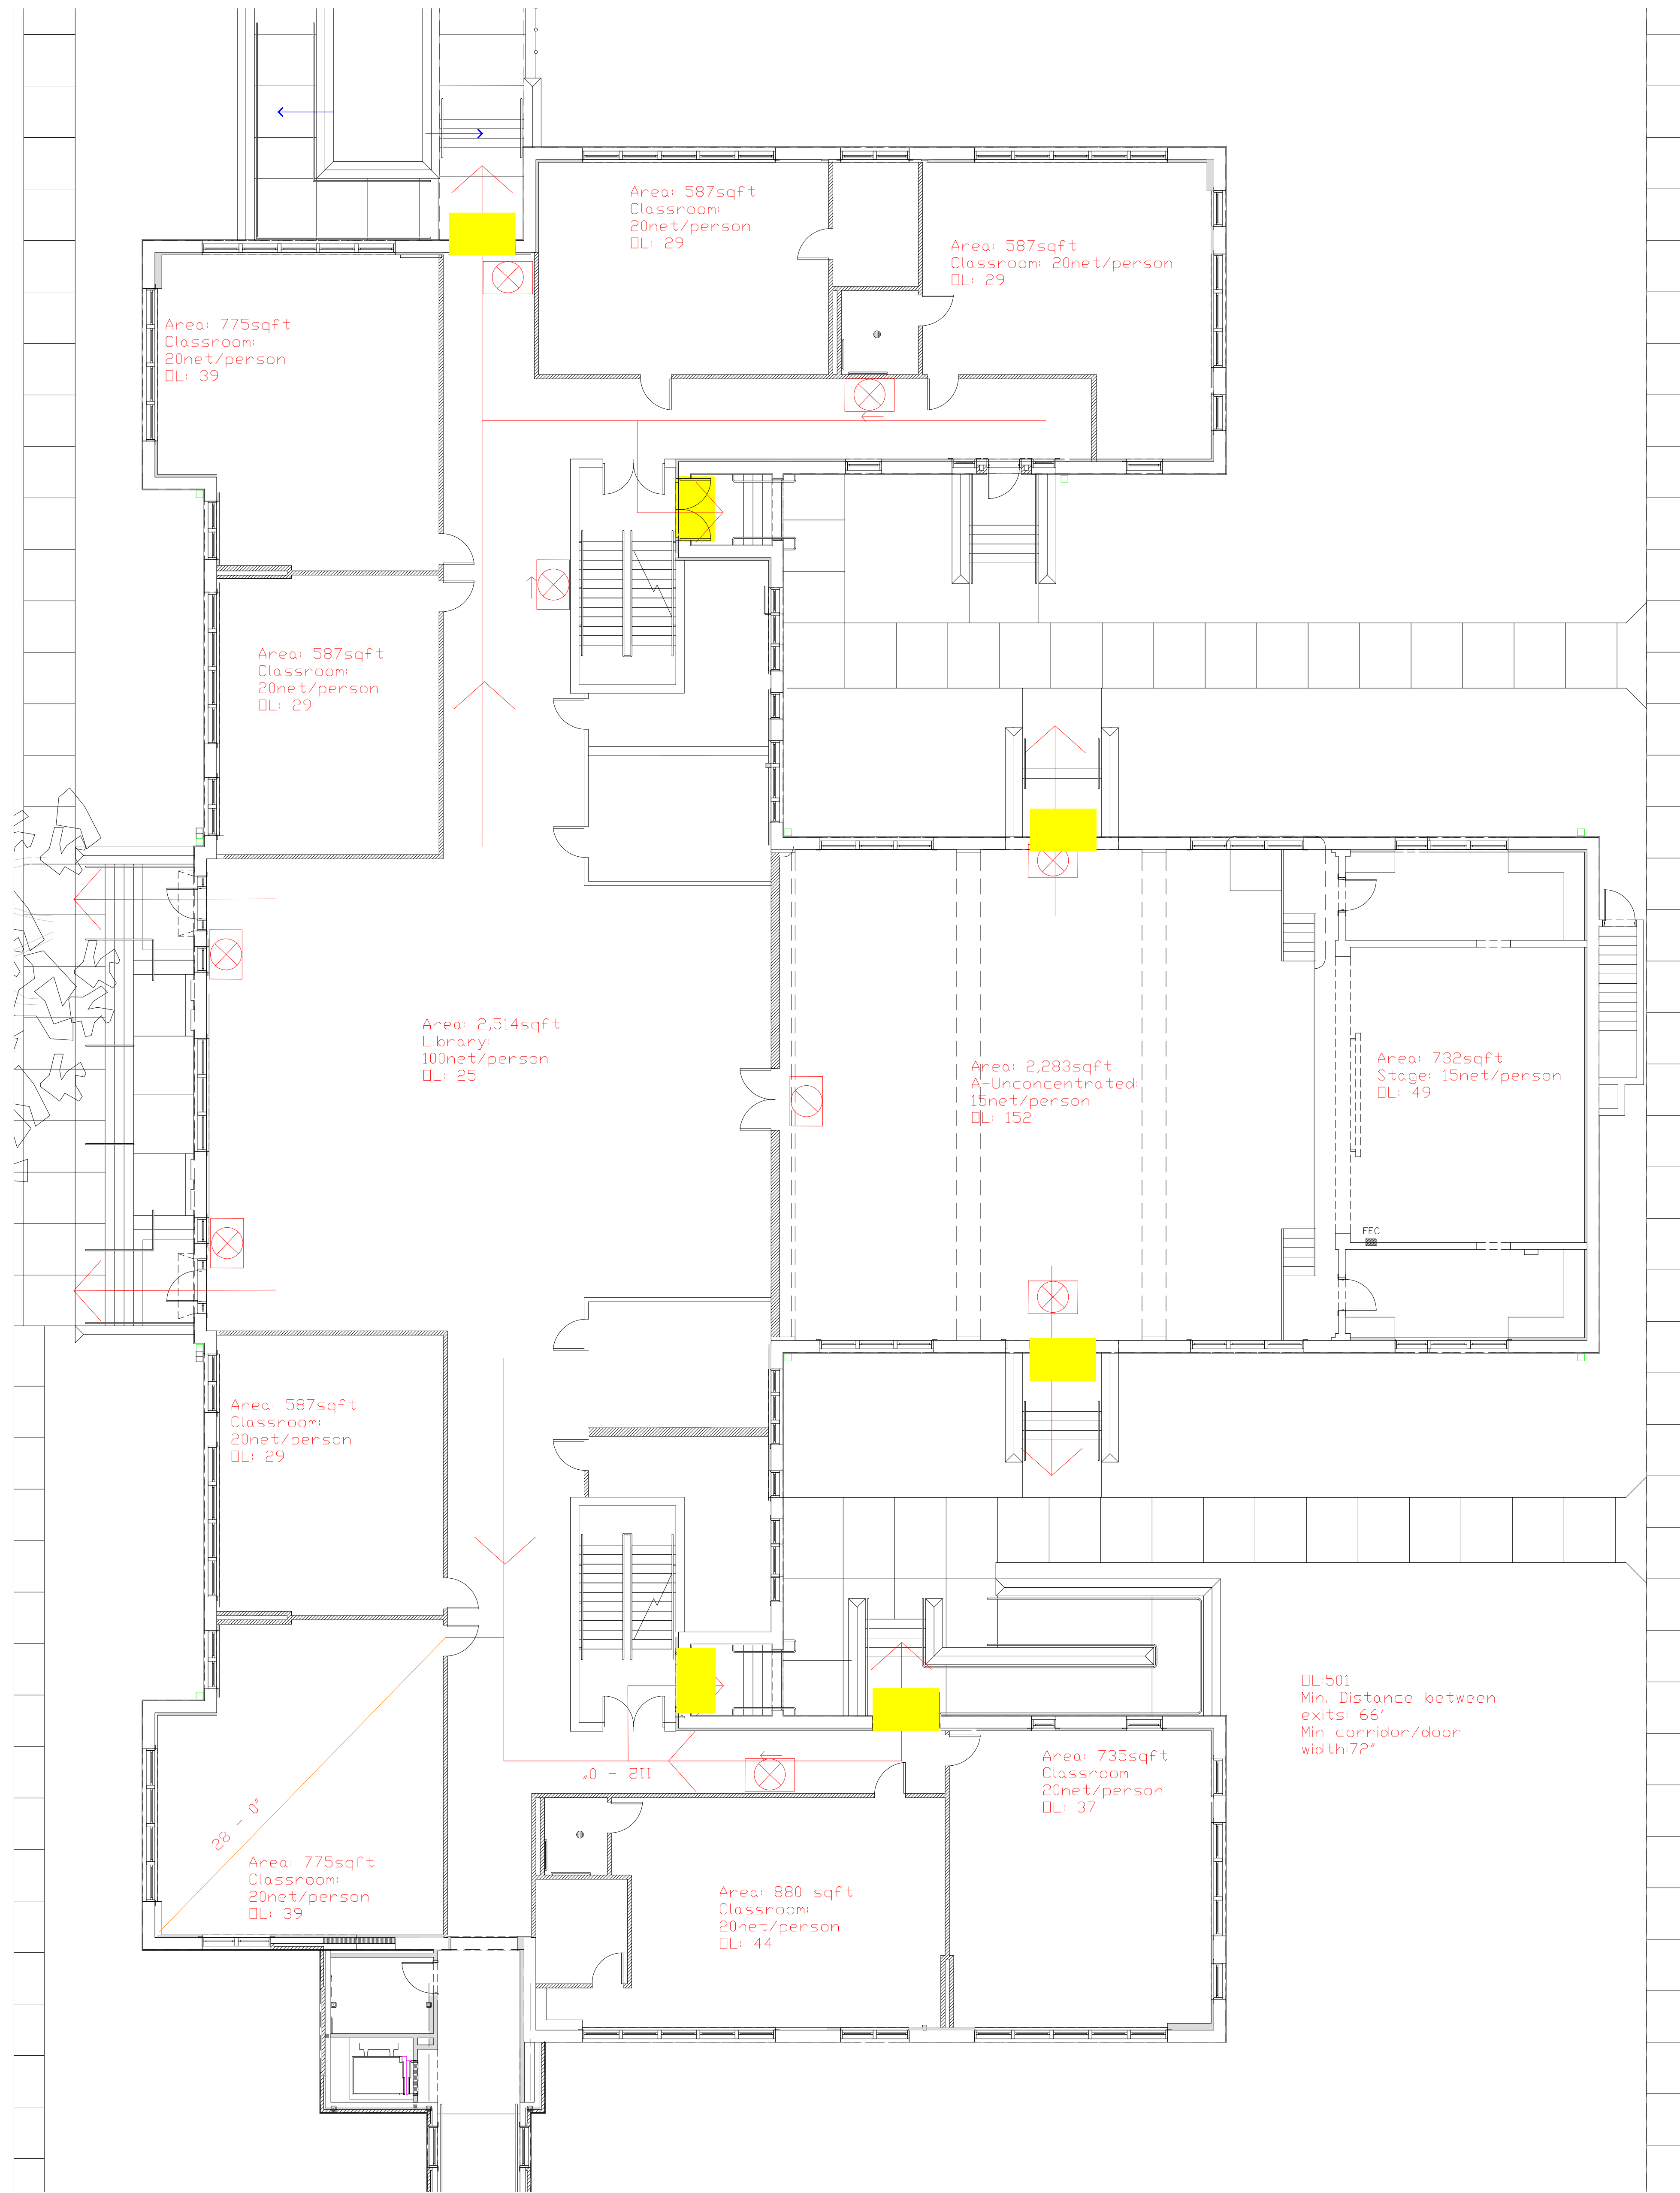 Area: 587sqft
Classroom:
20net/person
OL: 29
Area: 587sqft
Classroom: 20net/person
OL: 29
Area: 775sqft
Classroom:
20net/person
OL: 39
Area: 587sqft
Classroom:
20net/person
OL: 29
Area: 2,514sqft
Library:
100net/person
OL: 25
Area: 2,283sqft
A-Unconcentrated:
15net/person
OL: 152
Area: 732sqft
Stage: 15net/person
OL: 49
FEC
Area: 587sqft
Classroom:
20net/person
OL: 29
OL:501
Min. Distance between
exits: 66'
Min corridor/door
width:72"
112 - 0"
Area: 735sqft
Classroom:
20net/person
OL: 37
28 - 0"
Area: 775sqft
Classroom:
20net/person
OL: 39
Area: 880 sqft
Classroom:
20net/person
OL: 44